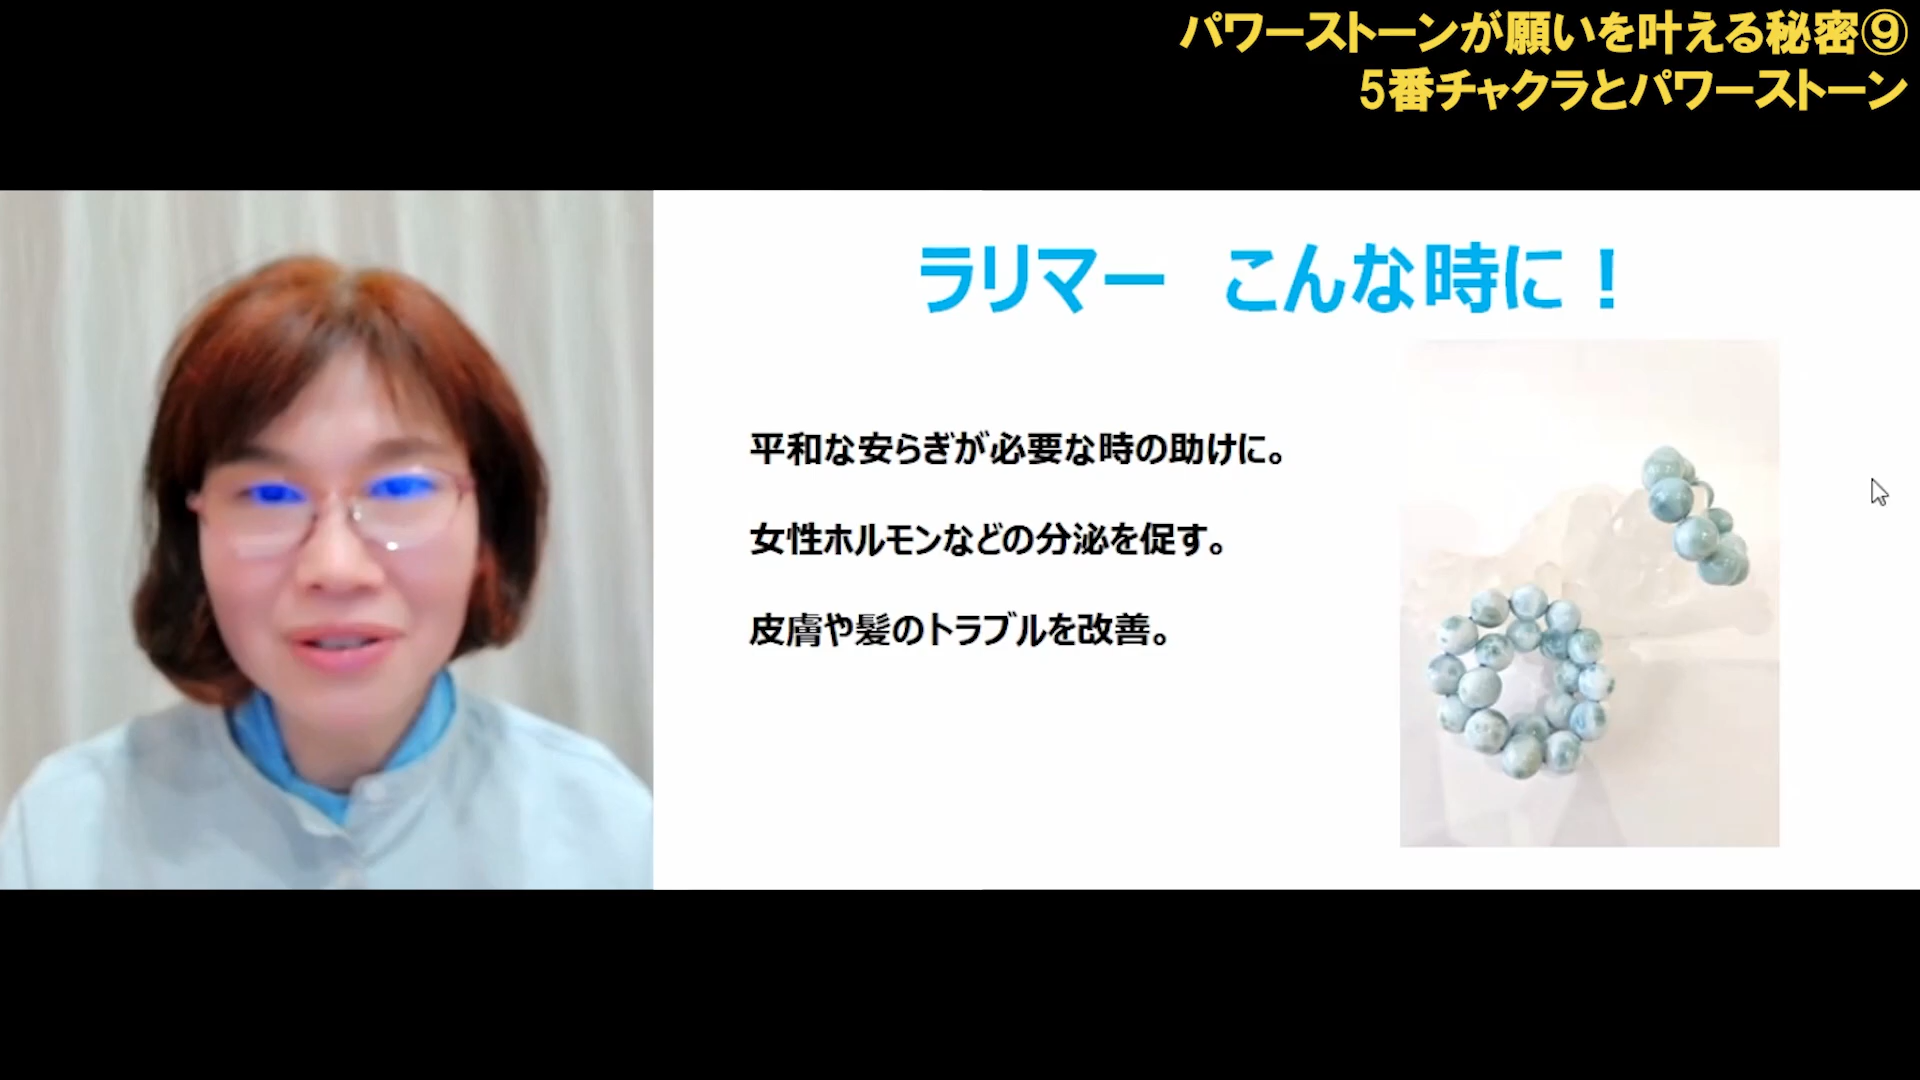 パワーストーンが願いを叶える秘密⑨
5番チャクラとパワーストーン
ラリマー　こんな時に！
平和な安らぎが必要な時の助けに。
女性ホルモンなどの分泌を促す。
皮膚や髪のトラブルを改善。